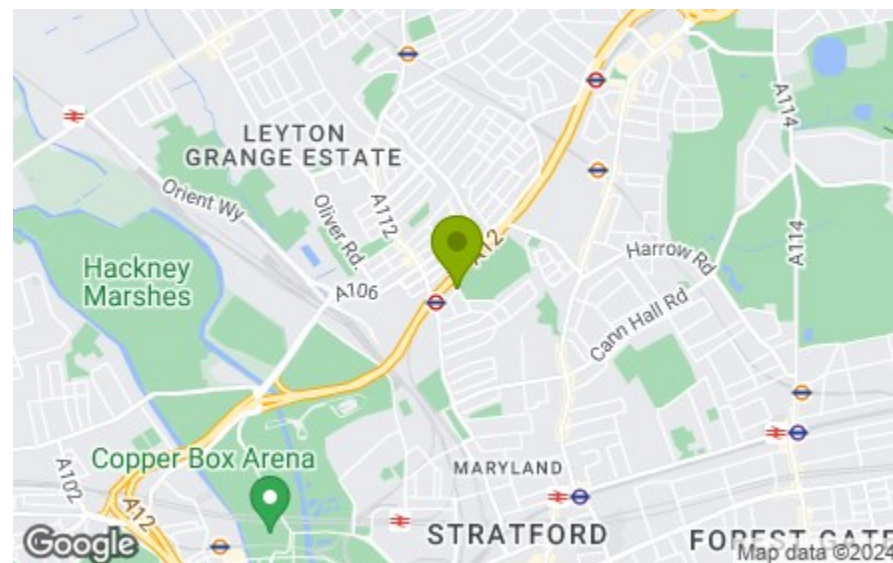 A114
LEYTON
GRANGE ESTATE
Orient Wy
A112
Oliver Rd.
A12
A114
Harrow Rd
Hackney
Marshes
A106
Cann Hall Rd
Copper Box Arena
MARYLAND
A102
A12
STRATFORD
FOREST GATE
Google
Map data ©2024